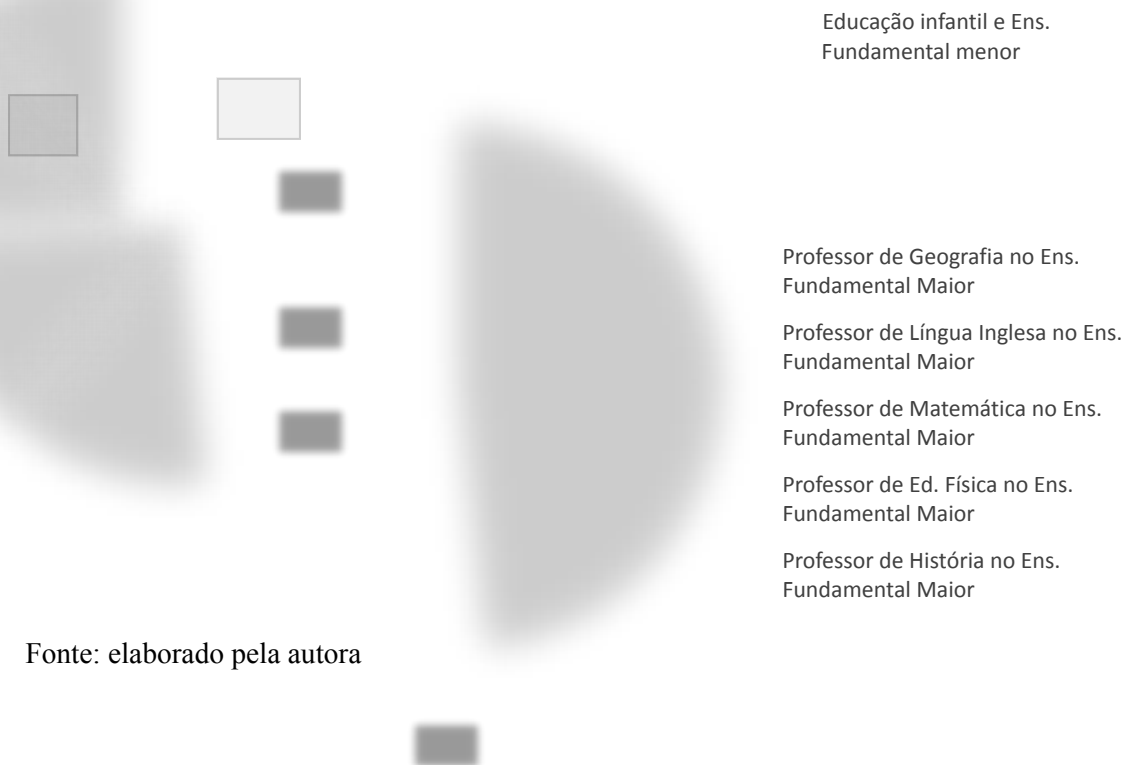 Educação infantil e Ens.
Fundamental menor
Professor de Geografia no Ens.
Fundamental Maior
Professor de Língua Inglesa no Ens.
Fundamental Maior
Professor de Matemática no Ens.
Fundamental Maior
Professor de Ed. Física no Ens.
Fundamental Maior
Professor de História no Ens.
Fundamental Maior
Fonte: elaborado pela autora